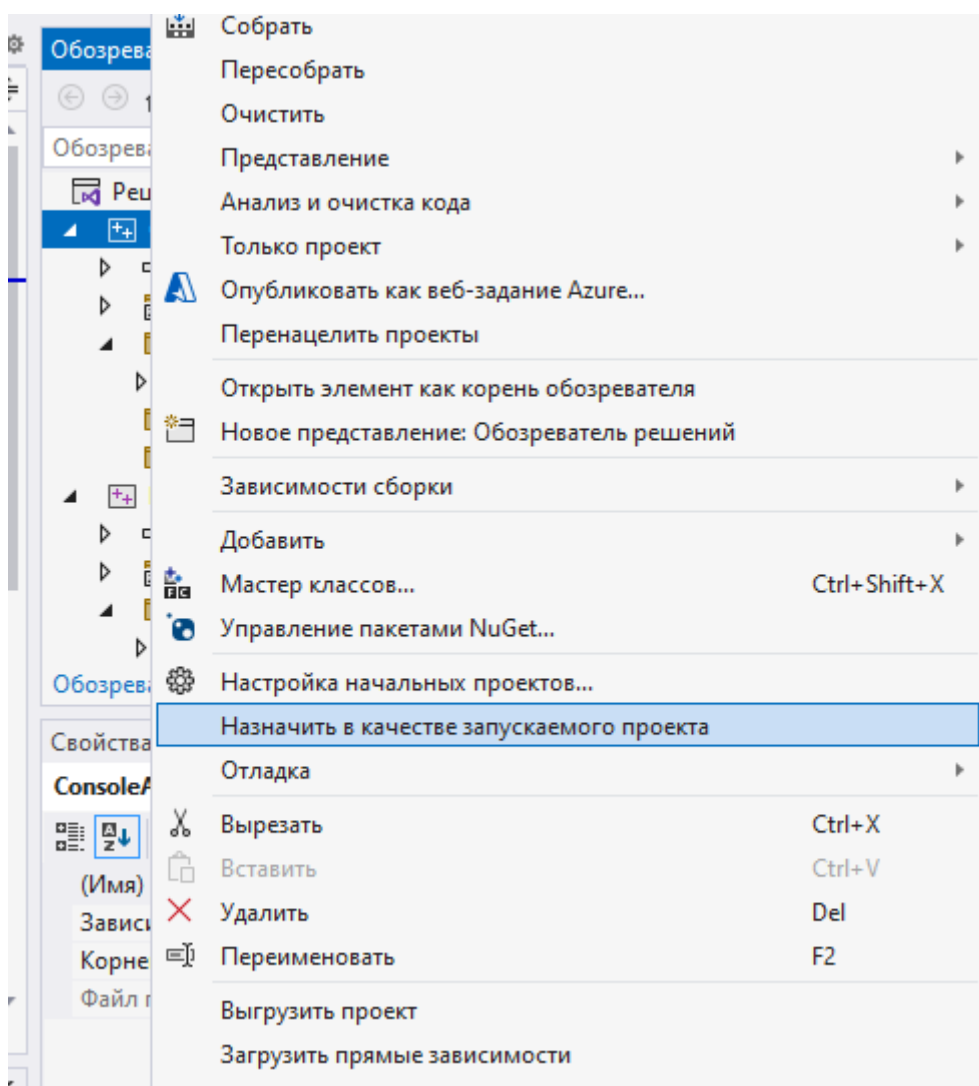 Собрать
Пересобрать
Очистить
Представление
Анализ и очистка кода
Только проект
Опубликовать как веб-задание Azure...
Перенацелить проекты
Открыть элемент как корень обозревателя
Новое представление: Обозреватель решений
Зависимости сборки
Добавить
Мастер классов... Ctrl+Shift+X
Управление пакетами NuGet...
Настройка начальных проектов...
Назначить в качестве запускаемого проекта
Отладка
Вырезать Ctrl+X
Вставить Ctrl+V
Удалить Del
Переименовать F2
Выгрузить проект
Загрузить прямые зависимости
Обозрева
Обозрева
Реш
Обозрева
Свойства
ConsoleA
(Имя)
Зависи
Корне
Файл п